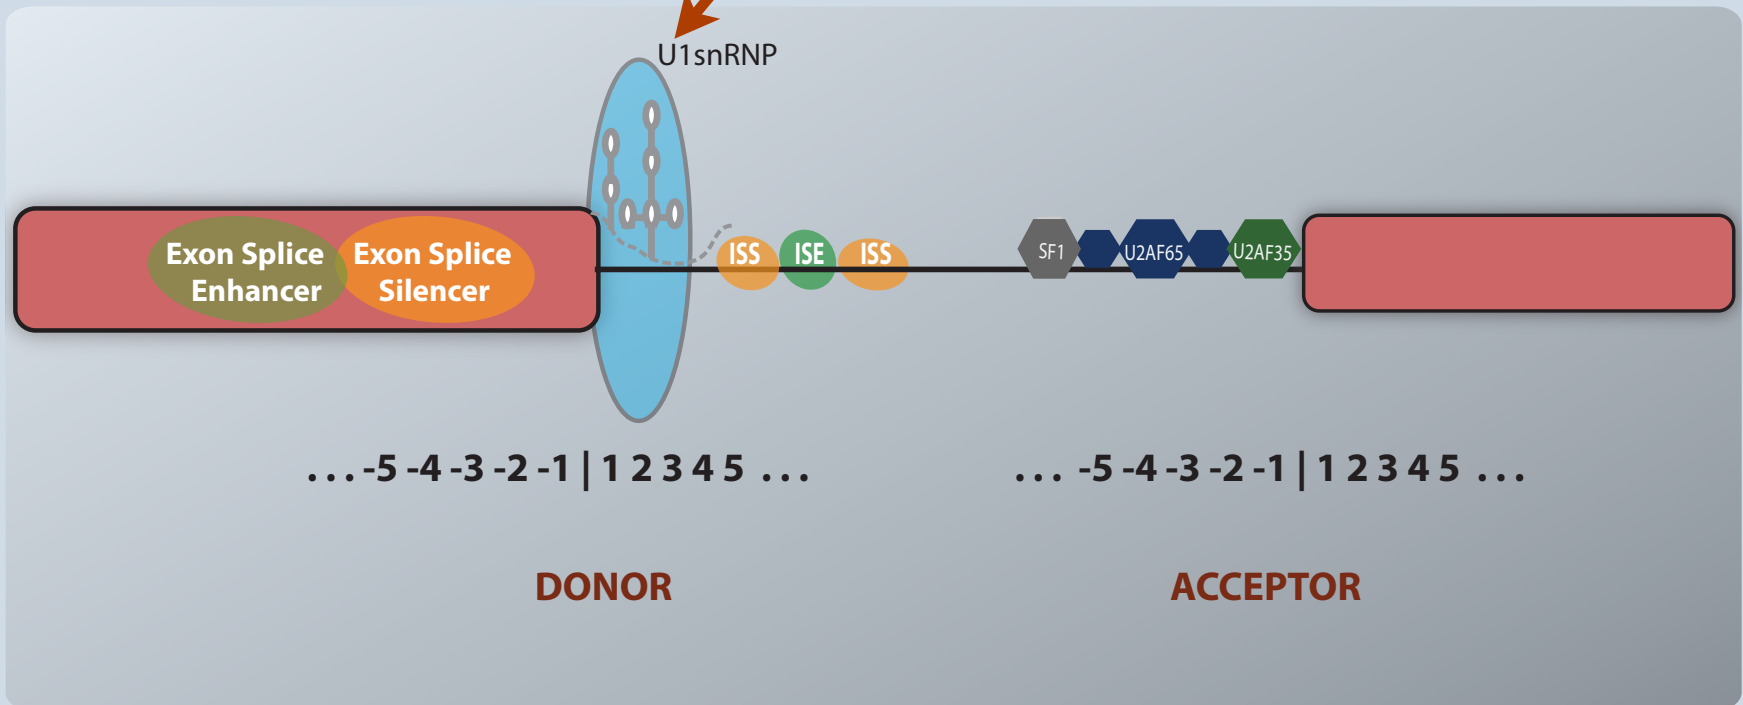 U1snRNP
Exon Splice
Enhancer
Exon Splice
Silencer
ISS
ISE
ISS
SF1
U2AF65
U2AF35
. . . -5 -4 -3 -2 -1 | 1 2 3 4 5 . . .
. . . -5 -4 -3 -2 -1 | 1 2 3 4 5 . . .
DONOR
ACCEPTOR